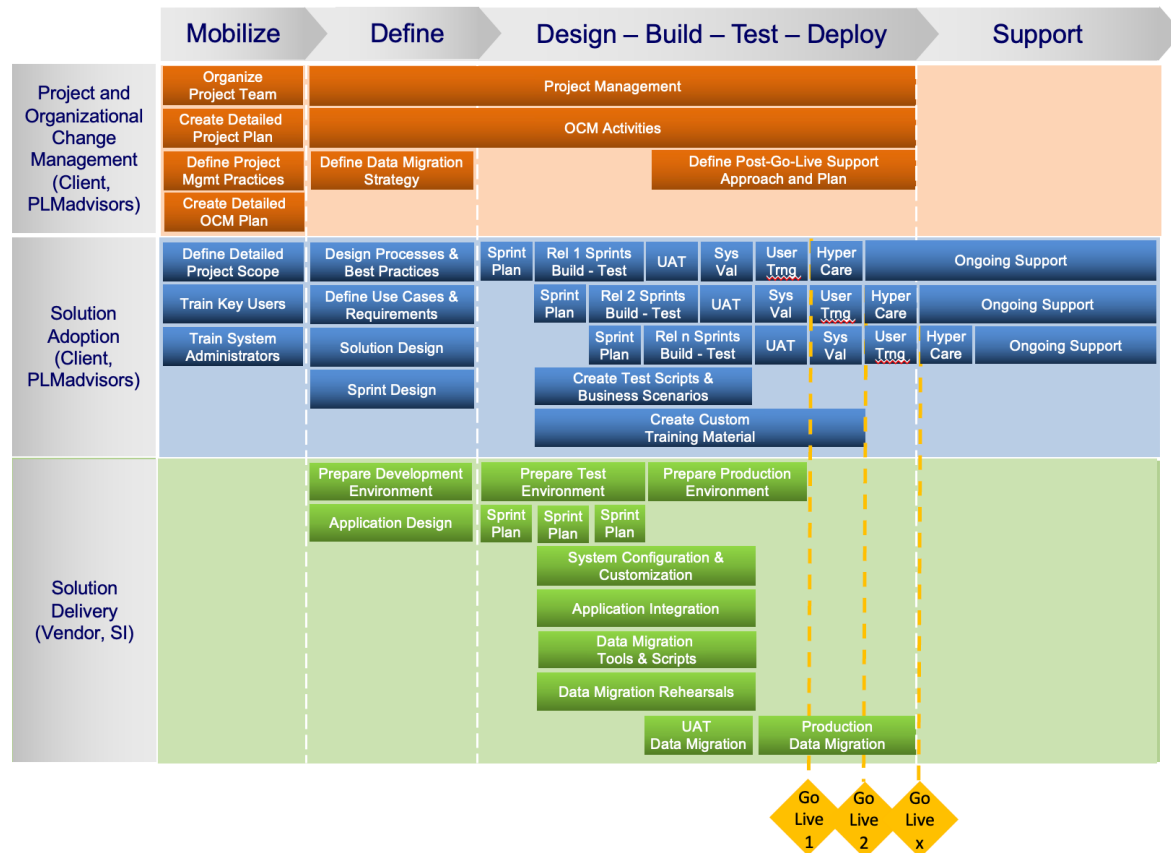 Mobilize
Define
Design – Build – Test – Deploy
Support
Project and
Organizational
Change
Management
(Client,
PLMadvisors)
Organize
Project Team
Project Management
Create Detailed
Project Plan
OCM Activities
Define Project
Mgmt Practices
Define Data Migration
Strategy
Define Post-Go-Live Support
Approach and Plan
Create Detailed
OCM Plan
Solution
Adoption
(Client,
PLMadvisors)
Define Detailed
Project Scope
Design Processes &
Best Practices
Sprint
Plan
Rel 1 Sprints
Build - Test
UAT
Sys
Val
User
Trng
Hyper
Care
Ongoing Support
Train Key Users
Define Use Cases &
Requirements
Sprint
Plan
Rel 2 Sprints
Build - Test
UAT
Sys
Val
User
Trng
Hyper
Care
Ongoing Support
Train System
Administrators
Solution Design
Sprint
Plan
Rel n Sprints
Build - Test
UAT
Sys
Val
User
Trng
Hyper
Care
Ongoing Support
Sprint Design
Create Test Scripts &
Business Scenarios
Create Custom
Training Material
Solution
Delivery
(Vendor, SI)
Prepare Development
Environment
Prepare Test
Environment
Prepare Production
Environment
Application Design
Sprint
Plan
Sprint
Plan
Sprint
Plan
System Configuration &
Customization
Application Integration
Data Migration
Tools & Scripts
Data Migration Rehearsals
UAT
Data Migration
Production
Data Migration
Go
Live
1
Go
Live
2
Go
Live
x